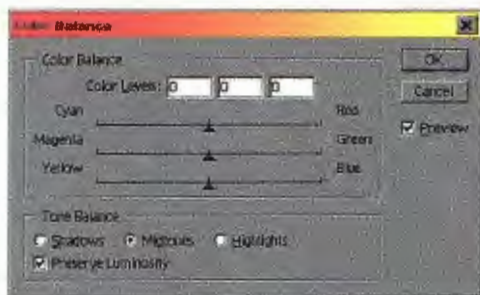 Color Balance
Color Balance
OK
Color Levels: 0 0 0
Cancel
Cyan Red
Preview
Magenta Green
Yellow Blue
Tone Balance
Shadows Midtones Highlights
Preserve Luminosity